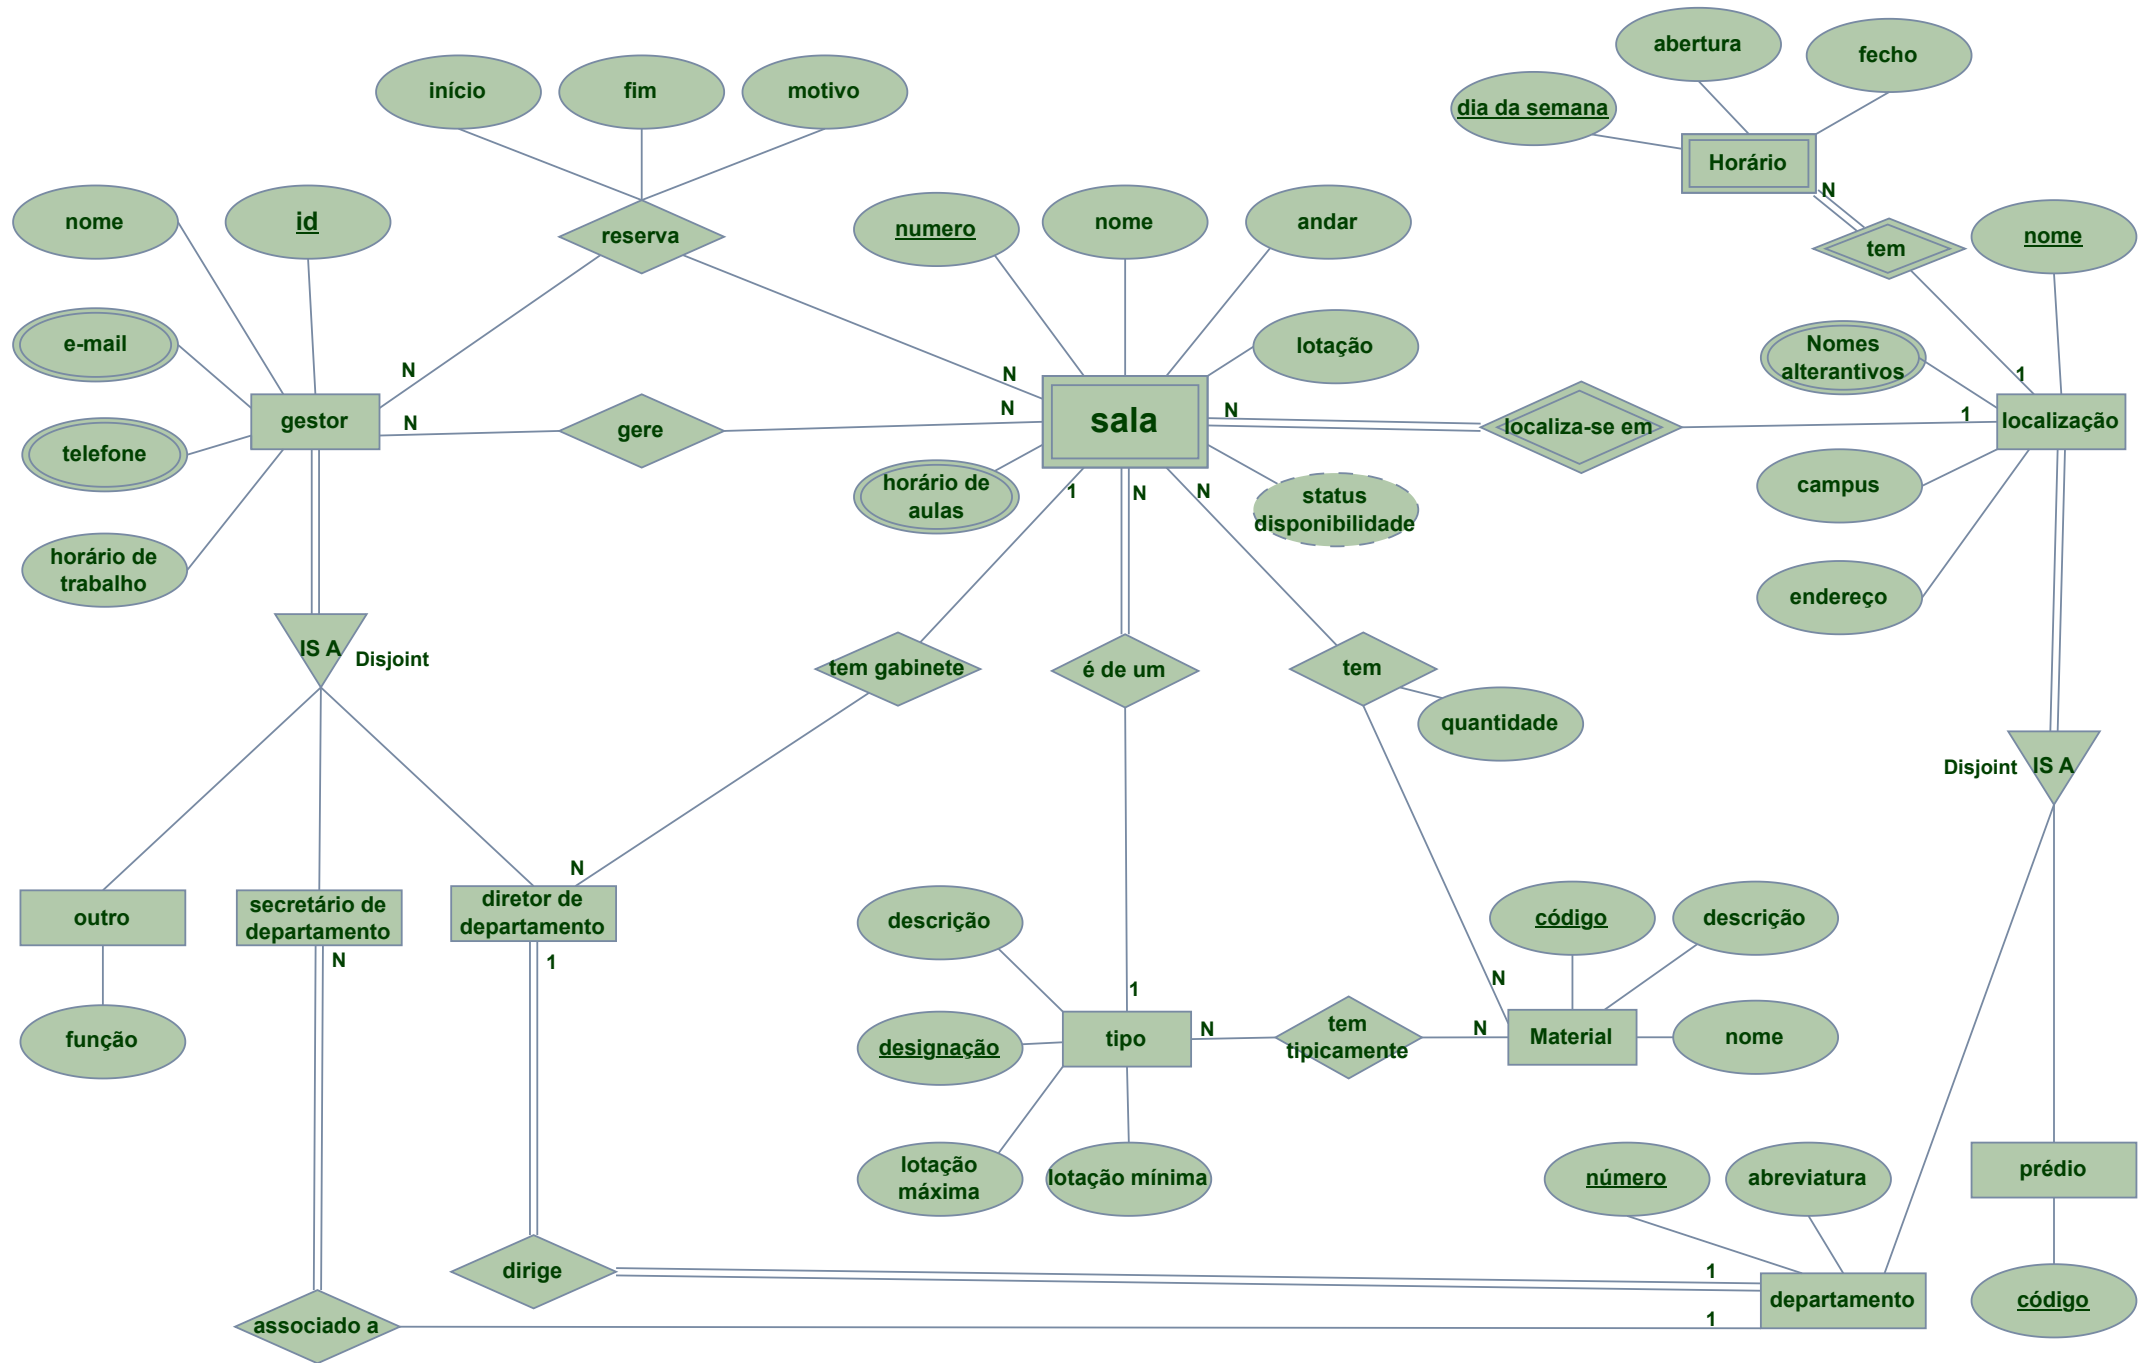 abertura
fecho
início
fim
motivo
dia da semana
Horário
N
nome
id
reserva
numero
nome
andar
tem
nome
e-mail
lotação
Nomes
alterantivos
N
N
1
gestor
N
gere
N
sala
N
localiza-se em
1
localização
telefone
horário de
aulas
1
N
N
status
disponibilidade
campus
horário de
trabalho
endereço
IS A
Disjoint
tem gabinete
é de um
tem
quantidade
Disjoint
IS A
N
outro
secretário de
departamento
diretor de
departamento
descrição
código
descrição
N
1
N
1
função
designação
tipo
N
tem
tipicamente
N
Material
nome
lotação
máxima
lotação mínima
número
abreviatura
prédio
dirige
1
departamento
código
associado a
1